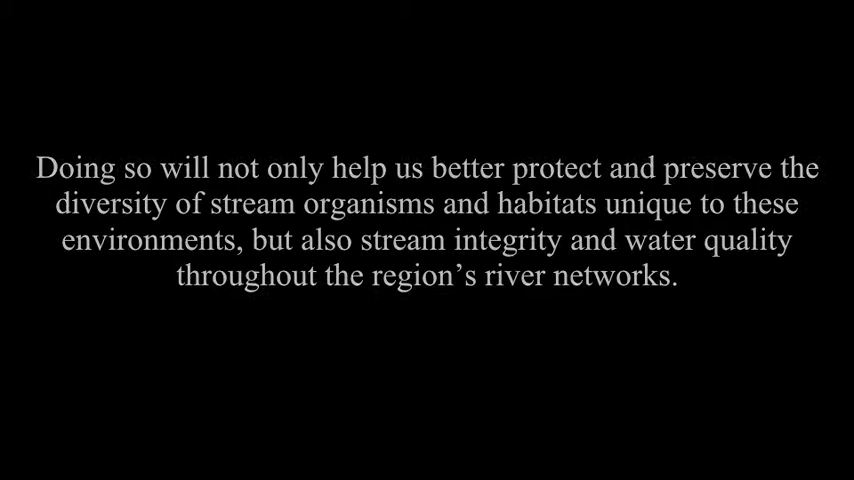 Doing so will not only help us better protect and preserve the
diversity of stream organisms and habitats unique to these
environments, but also stream integrity and water quality
throughout the region’s river networks.